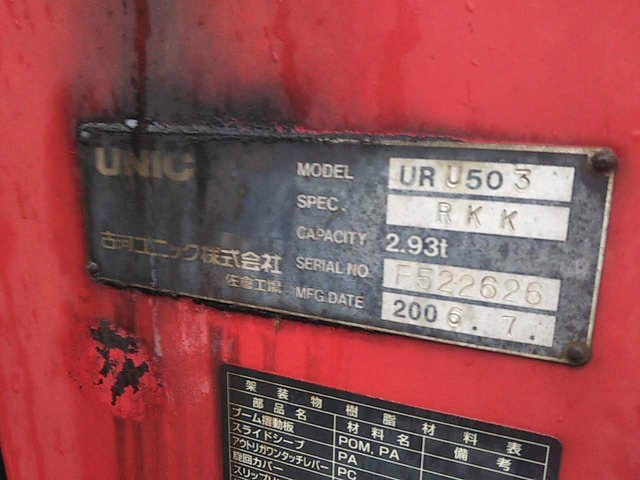 UNIC
古河ユニック株式会社
佐倉工場
MODEL URU503
SPEC. RKK
CAPACITY 2.93t
SERIAL NO. F522626
MFG.DATE 2006.7.
架装物樹脂材料表
部品名 材料名 備考
ブーム摺動板 POM, PA
スライドシーブ PA
アウトリガワンタッチレバー PC
旋回カバー